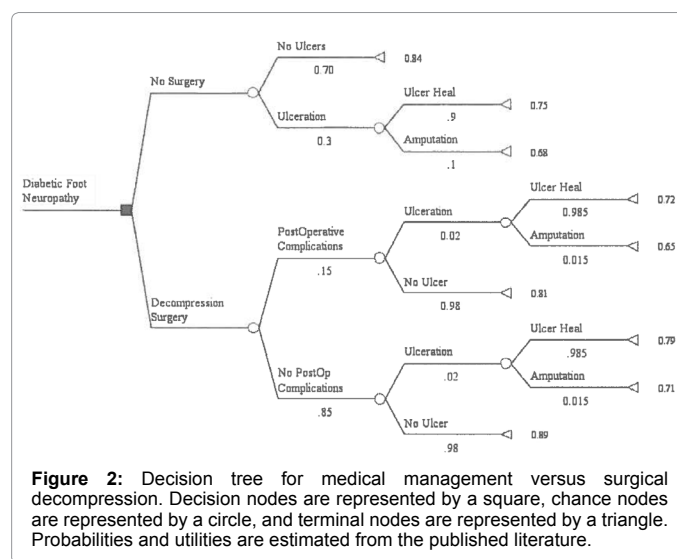 No Ulcers
0.70
0.84
No Surgery
Ulceration
0.3
Ulcer Heal
.9
0.75
Amputation
.1
0.68
Diabetic Foot
Neuropathy
Decompression
Surgery
PostOperative
Complications
.15
Ulceration
0.02
Ulcer Heal
0.985
0.72
Amputation
0.015
0.65
No Ulcer
0.98
0.81
No PostOp
Complications
.85
Ulceration
.02
Ulcer Heal
.985
0.79
Amputation
0.015
0.71
No Ulcer
.98
0.89
Figure 2: Decision tree for medical management versus surgical
decompression. Decision nodes are represented by a square, chance nodes
are represented by a circle, and terminal nodes are represented by a triangle.
Probabilities and utilities are estimated from the published literature.